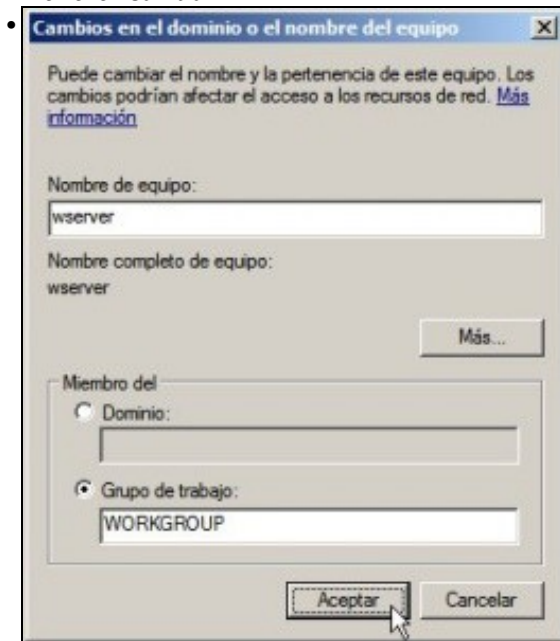 Cambios en el dominio o el nombre del equipo
Puede cambiar el nombre y la pertenencia de este equipo. Los
cambios podrían afectar el acceso a los recursos de red. Más
información
Nombre de equipo:
wserver
Nombre completo de equipo:
wserver
Más...
Miembro del
Dominio:
Grupo de trabajo:
WORKGROUP
Aceptar
Cancelar